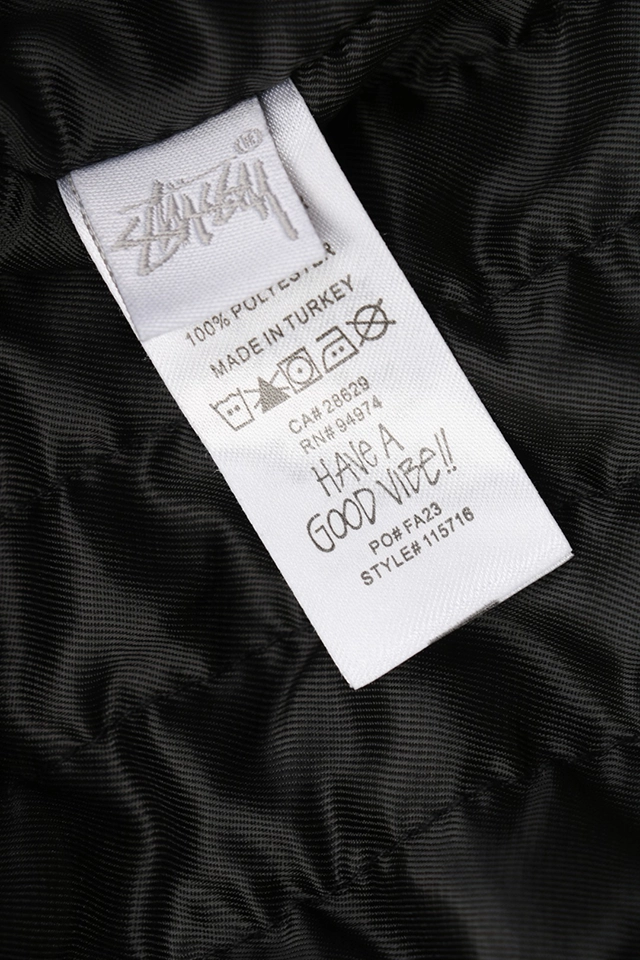 STÜSSY
100% POLYESTER
MADE IN TURKEY
CA# 28629
RN# 94974
HAVE A
GOOD VIBE!!
PO# FA23
STYLE# 115716